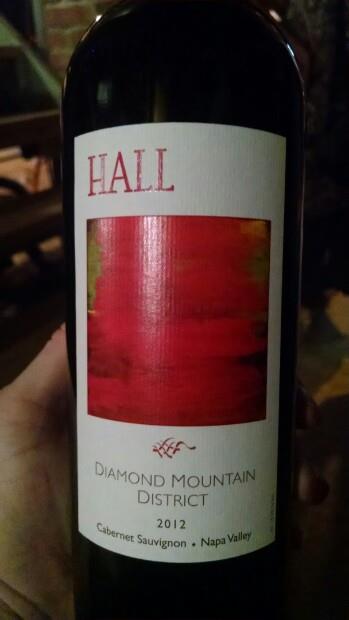 HALL
DIAMOND MOUNTAIN
DISTRICT
2012
Cabernet Sauvignon • Napa Valley